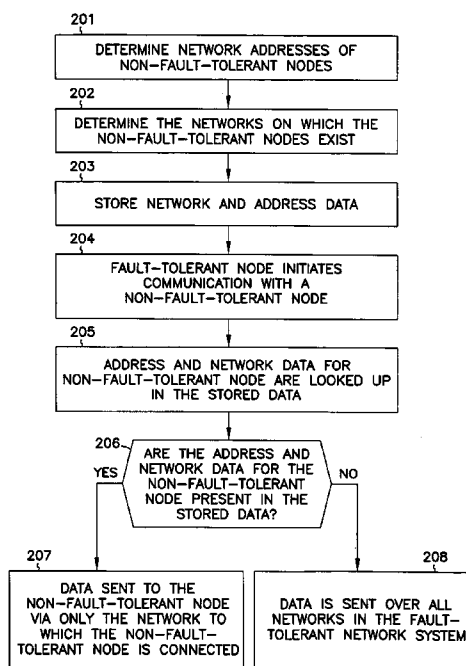 201
DETERMINE NETWORK ADDRESSES OF
NON-FAULT-TOLERANT NODES
202
DETERMINE THE NETWORKS ON WHICH THE
NON-FAULT-TOLERANT NODES EXIST
203
STORE NETWORK AND ADDRESS DATA
204
FAULT-TOLERANT NODE INITIATES
COMMUNICATION WITH A
NON-FAULT-TOLERANT NODE
205
ADDRESS AND NETWORK DATA FOR
NON-FAULT-TOLERANT NODE ARE LOOKED UP
IN THE STORED DATA
206
ARE THE ADDRESS AND
NETWORK DATA FOR THE
NON-FAULT-TOLERANT
NODE PRESENT IN THE
STORED DATA?
YES
NO
207
DATA SENT TO THE
NON-FAULT-TOLERANT NODE
VIA ONLY THE NETWORK TO
WHICH THE NON-FAULT-
TOLERANT NODE IS CONNECTED
208
DATA IS SENT OVER ALL
NETWORKS IN THE FAULT-
TOLERANT NETWORK SYSTEM